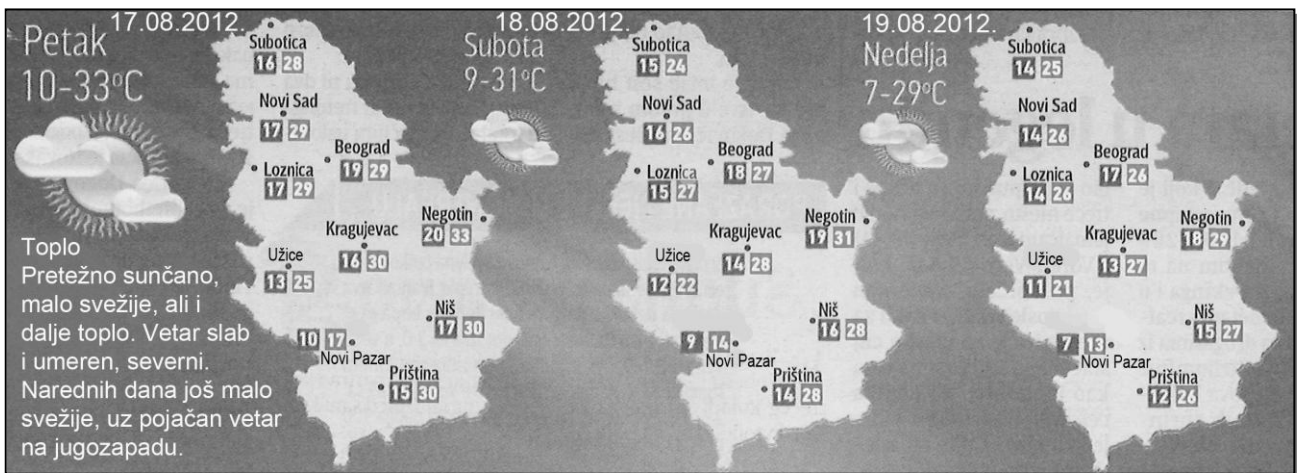 17.08.2012.
Petak
10-33°C
Subotica
16 28
Novi Sad
17 29
Beograd
19 29
Loznica
17 29
Negotin
20 33
Kragujevac
16 30
Užice
13 25
Niš
17 30
10 17
Novi Pazar
Priština
15 30
Toplo
Pretežno sunčano,
malo svežije, ali i
dalje toplo. Vetar slab
i umeren, severni.
Narednih dana još malo
svežije, uz pojačan vetar
na jugozapadu.
18.08.2012.
Subota
9-31°C
Subotica
15 24
Novi Sad
16 26
Beograd
18 27
Loznica
15 27
Negotin
19 31
Kragujevac
14 28
Užice
12 22
Niš
16 28
9 14
Novi Pazar
Priština
14 28
19.08.2012.
Nedelja
7-29°C
Subotica
14 25
Novi Sad
14 26
Beograd
17 26
Loznica
14 26
Negotin
18 29
Kragujevac
13 27
Užice
11 21
Niš
15 27
7 13
Novi Pazar
Priština
12 26